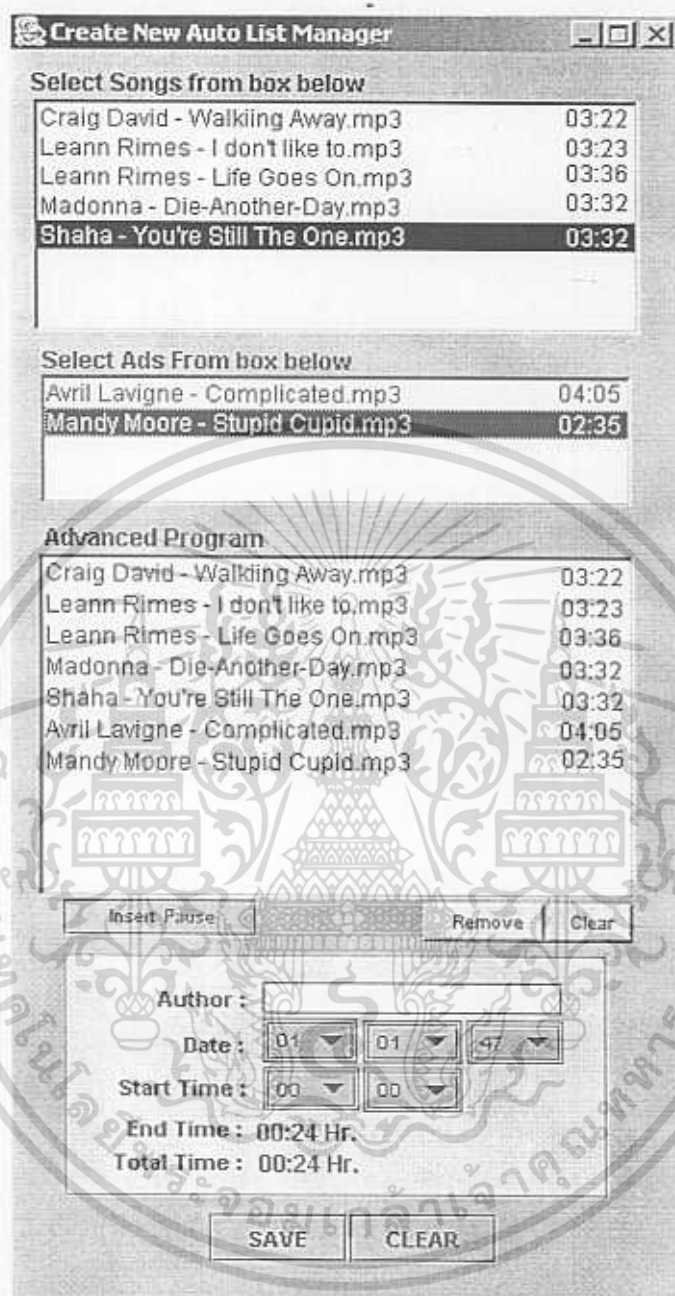 Create New Auto List Manager
Select Songs from box below
Craig David - Walkiing Away.mp3 03:22
Leann Rimes - I don't like to.mp3 03:23
Leann Rimes - Life Goes On.mp3 03:36
Madonna - Die-Another-Day.mp3 03:32
Shaha - You're Still The One.mp3 03:32
Select Ads From box below
Avril Lavigne - Complicated.mp3 04:05
Mandy Moore - Stupid Cupid.mp3 02:35
Advanced Program
Craig David - Walkiing Away.mp3 03:22
Leann Rimes - I don't like to.mp3 03:23
Leann Rimes - Life Goes On.mp3 03:36
Madonna - Die-Another-Day.mp3 03:32
Shaha - You're Still The One.mp3 03:32
Avril Lavigne - Complicated.mp3 04:05
Mandy Moore - Stupid Cupid.mp3 02:35
Insert Pause Remove Clear
Author :
Date : 01 01 47
Start Time : 00 00
End Time : 00:24 Hr.
Total Time : 00:24 Hr.
SAVE CLEAR